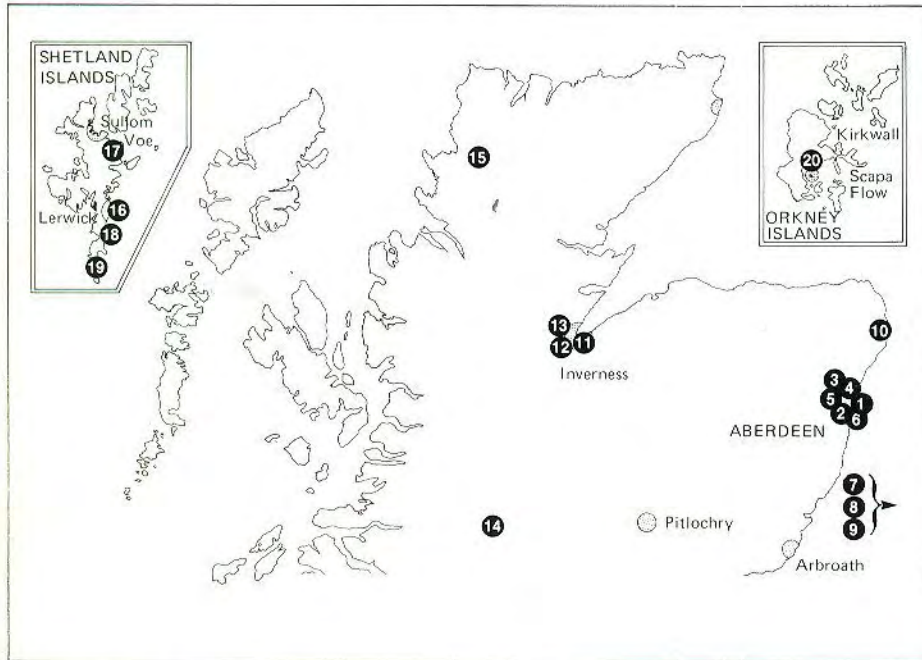 SHETLAND
ISLANDS
Sullom
Voe
17
Lerwick
16
18
19
15
Kirkwall
20
Scapa
Flow
ORKNEY
ISLANDS
13
12
11
Inverness
10
3
4
5
1
2
6
ABERDEEN
7
8
9
14
Pitlochry
Arbroath